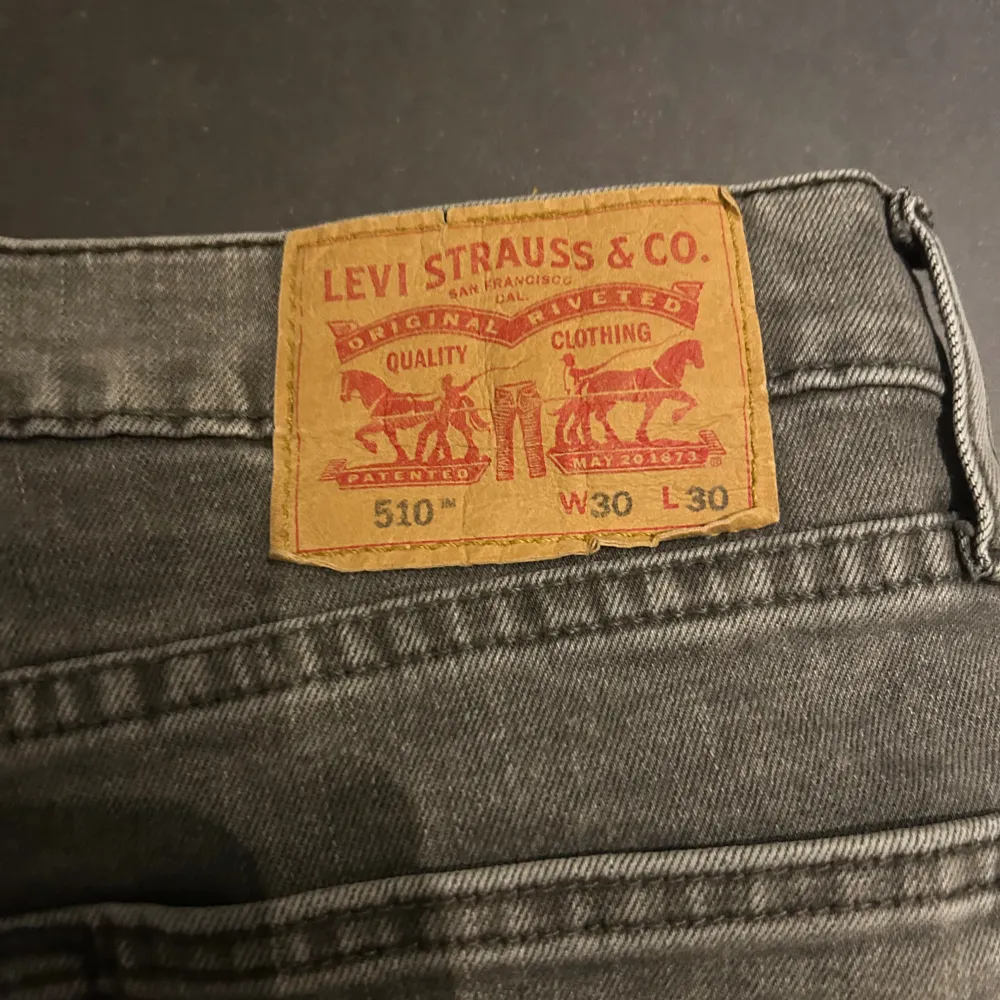 LEVI STRAUSS & CO.
SAN FRANCISCO
CAL.
ORIGINAL RIVETED
QUALITY CLOTHING
PATENTED MAY 20 1873 ®
510™ W30 L30